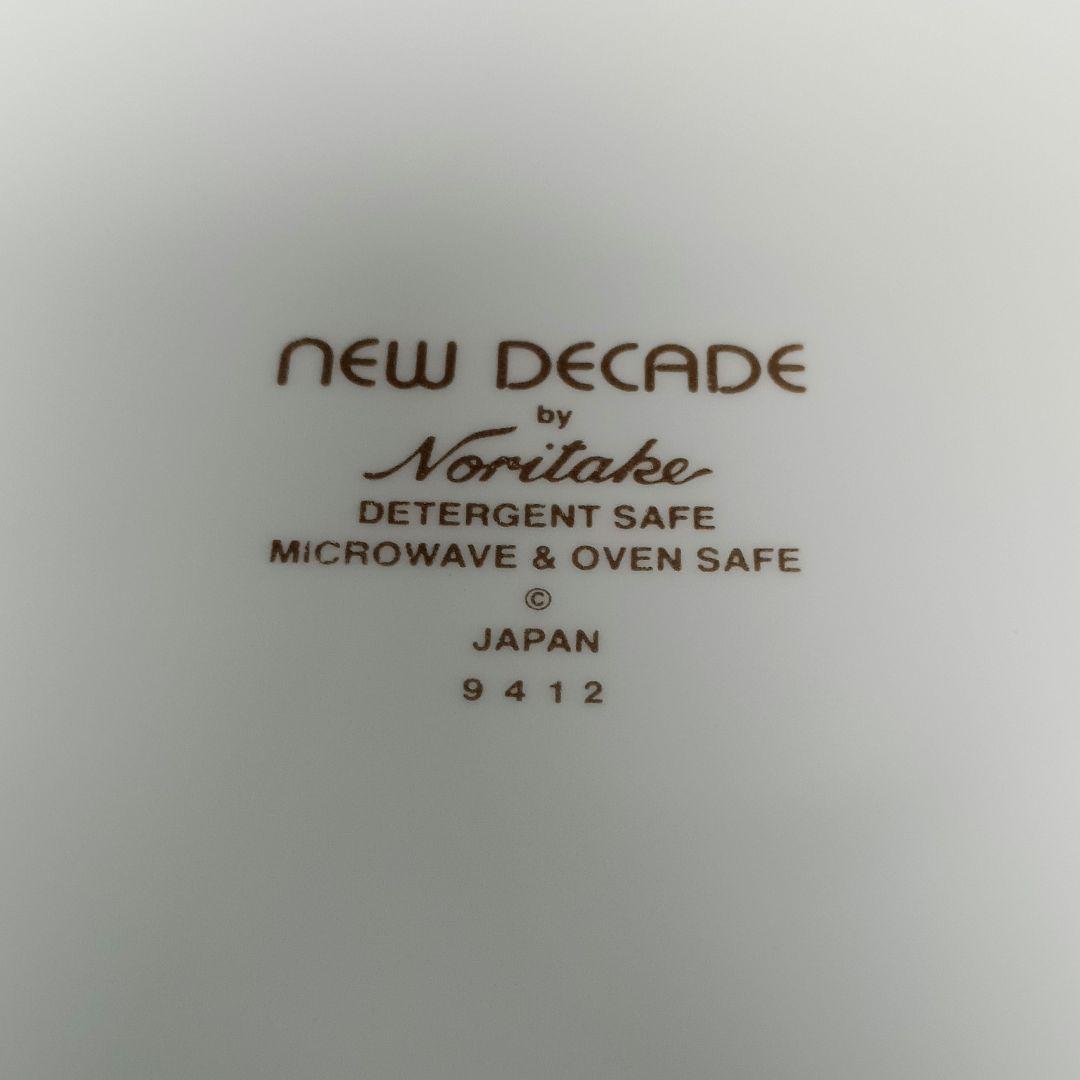 NEW DECADE
by
Noritake
DETERGENT SAFE
MICROWAVE & OVEN SAFE
©
JAPAN
9412